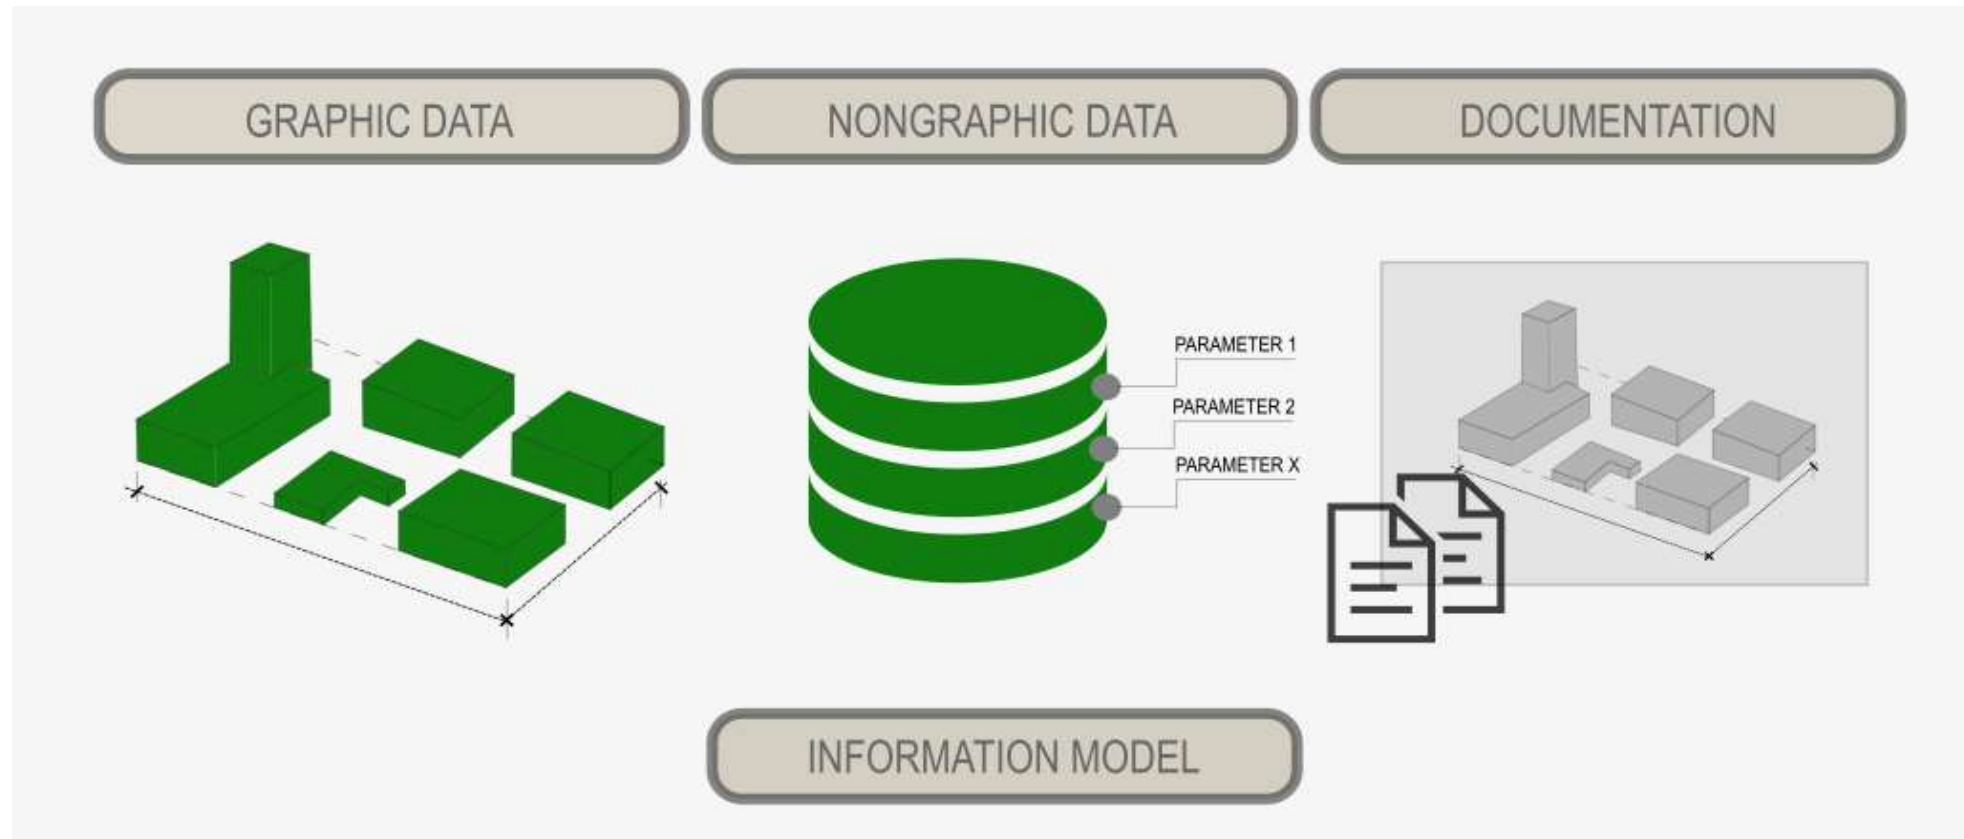 GRAPHIC DATA
NONGRAPHIC DATA
DOCUMENTATION
PARAMETER 1
PARAMETER 2
PARAMETER X
INFORMATION MODEL